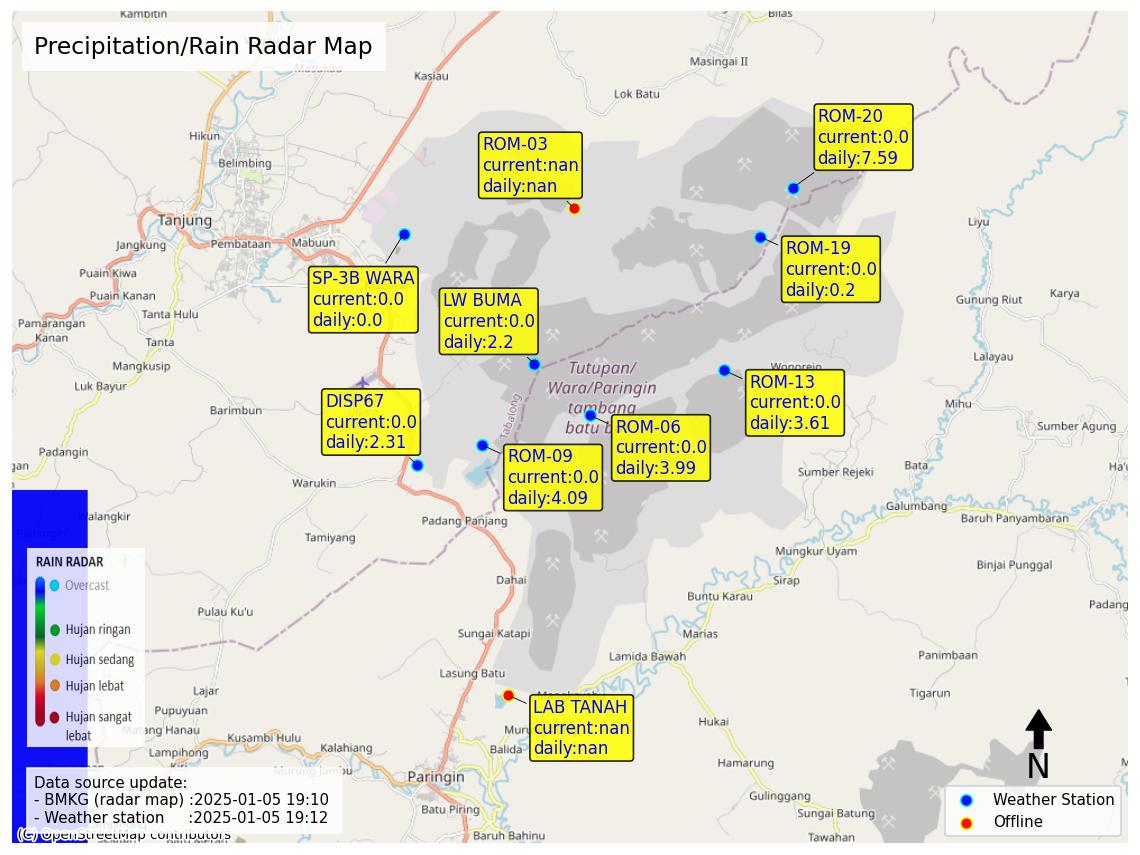 Kambitin
Bilas
Precipitation/Rain Radar Map
Masukau
Kasiau
Masingai II
Lok Batu
ROM-20
current:0.0
daily:7.59
Hikun
ROM-03
current:nan
daily:nan
Belimbing
Tanjung
Liyu
Jangkung
Pembataan
Mabuun
ROM-19
current:0.0
daily:0.2
Puain Kiwa
SP-3B WARA
current:0.0
daily:0.0
Puain Kanan
LW BUMA
current:0.0
daily:2.2
Gunung Riut
Karya
Tanta Hulu
Pamarangan
Kanan
Tanta
Lalayau
Mangkusip
Tutupan/
Wara/Paringin
tambang
batu b
Wonorejo
ROM-13
current:0.0
daily:3.61
Luk Bayur
DISP67
current:0.0
daily:2.31
Barimbun
Tabalong
Mihu
ROM-06
current:0.0
daily:3.99
Sumber Agung
Padangin
ROM-09
current:0.0
daily:4.09
Bata
Sumber Rejeki
Warukin
Galumbang
Walangkir
Padang Panjang
Baruh Panyambaran
Tamiyang
Mungkur Uyam
RAIN RADAR
Overcast
Hujan ringan
Hujan sedang
Hujan lebat
Hujan sangat
lebat
Binjai Punggal
Dahai
Sirap
Buntu Karau
Padang
Pulau Ku'u
Sungai Katapi
Marias
Lamida Bawah
Panimbaan
Lasung Batu
Lajar
Tigarun
LAB TANAH
current:nan
daily:nan
Pupuyuan
Hukai
Matang Hanau
Kusambi Hulu
Kalahiang
Balida
Lampihong
Hamarung
N
Murung Jambu
Paringin
Data source update:
- BMKG (radar map) :2025-01-05 19:10
- Weather station :2025-01-05 19:12
Gulinggang
Weather Station
Offline
Batu Piring
Sungai Batung
Baruh Bahinu
Tawahan
(C) OpenStreetMap contributors